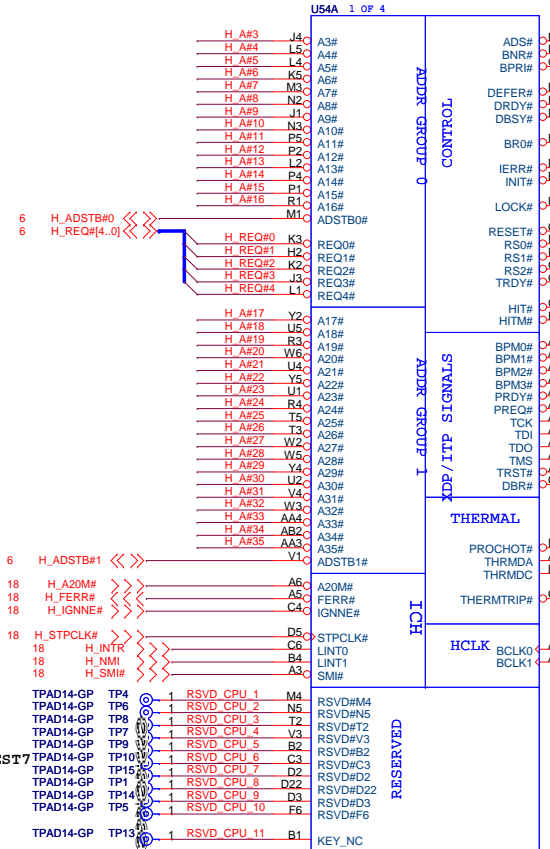 U54A 1 OF 4
H_A#3 J4 A3# ADS#
H_A#4 L5 A4# BNR#
H_A#5 L4 A5# BPRI#
H_A#6 K5 A6#
H_A#7 M3 A7# DEFER#
H_A#8 N2 A8# DRDY#
H_A#9 J1 A9# DBSY#
H_A#10 N3 A10#
H_A#11 P5 A11# BR0#
H_A#12 P2 A12#
H_A#13 L2 A13# IERR#
H_A#14 P4 A14# INIT#
H_A#15 P1 A15#
H_A#16 R1 A16# LOCK#
6 H_ADSTB#0 M1 ADSTB0#
6 H_REQ#[4..0] RESET#
H_REQ#0 K3 REQ0# RS0#
H_REQ#1 H2 REQ1# RS1#
H_REQ#2 K2 REQ2# RS2#
H_REQ#3 J3 REQ3# TRDY#
H_REQ#4 L1 REQ4#
HIT#
HITM#
ADDR GROUP 0
CONTROL
H_A#17 Y2 A17#
H_A#18 U5 A18#
H_A#19 R3 A19# BPM0#
H_A#20 W6 A20# BPM1#
H_A#21 U4 A21# BPM2#
H_A#22 Y5 A22# BPM3#
H_A#23 U1 A23# PRDY#
H_A#24 R4 A24# PREQ#
H_A#25 T5 A25# TCK
H_A#26 T3 A26# TDI
H_A#27 W2 A27# TDO
H_A#28 W5 A28# TMS
H_A#29 Y4 A29# TRST#
H_A#30 U2 A30# DBR#
H_A#31 V4 A31#
H_A#32 W3 A32#
H_A#33 AA4 A33#
H_A#34 AB2 A34#
H_A#35 AA3 A35#
6 H_ADSTB#1 V1 ADSTB1#
ADDR GROUP 1
XDP/ITP SIGNALS
THERMAL
PROCHOT#
THRMDA
THRMDC
THERMTRIP#
18 H_A20M# A6 A20M#
18 H_FERR# A5 FERR#
18 H_IGNNE# C4 IGNNE#
18 H_STPCLK# D5 STPCLK#
18 H_INTR C6 LINT0
18 H_NMI B4 LINT1
18 H_SMI# A3 SMI#
ICH
HCLK
BCLK0
BCLK1
TPAD14-GP TP4 1 RSVD_CPU_1 M4 RSVD#M4
TPAD14-GP TP6 1 RSVD_CPU_2 N5 RSVD#N5
TPAD14-GP TP8 1 RSVD_CPU_3 T2 RSVD#T2
TPAD14-GP TP7 1 RSVD_CPU_4 V3 RSVD#V3
TPAD14-GP TP9 1 RSVD_CPU_5 B2 RSVD#B2
EST7 TPAD14-GP TP10 1 RSVD_CPU_6 C3 RSVD#C3
TPAD14-GP TP15 1 RSVD_CPU_7 D2 RSVD#D2
TPAD14-GP TP11 1 RSVD_CPU_8 D22 RSVD#D22
TPAD14-GP TP14 1 RSVD_CPU_9 D3 RSVD#D3
TPAD14-GP TP5 1 RSVD_CPU_10 F6 RSVD#F6
TPAD14-GP TP13 1 RSVD_CPU_11 B1 KEY_NC
RESERVED